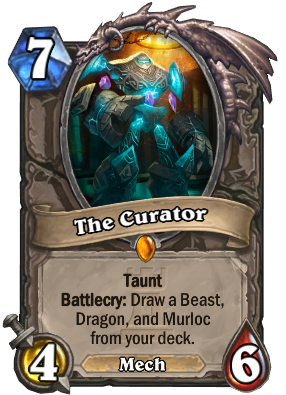 7
The Curator
Taunt
Battlecry: Draw a Beast,
Dragon, and Murloc
from your deck.
4
Mech
6